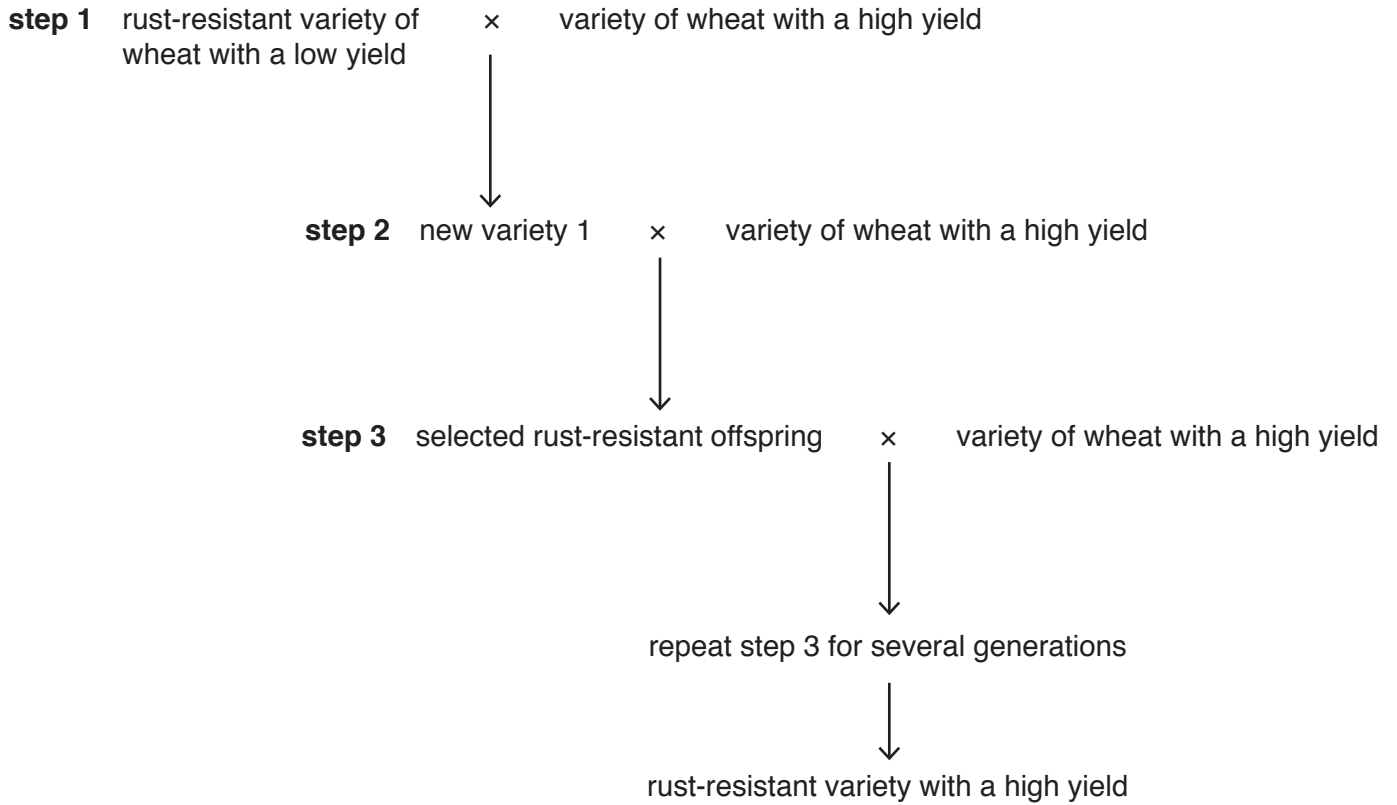 step 1 rust-resistant variety of × variety of wheat with a high yield
wheat with a low yield
step 2 new variety 1 × variety of wheat with a high yield
step 3 selected rust-resistant offspring × variety of wheat with a high yield
repeat step 3 for several generations
rust-resistant variety with a high yield